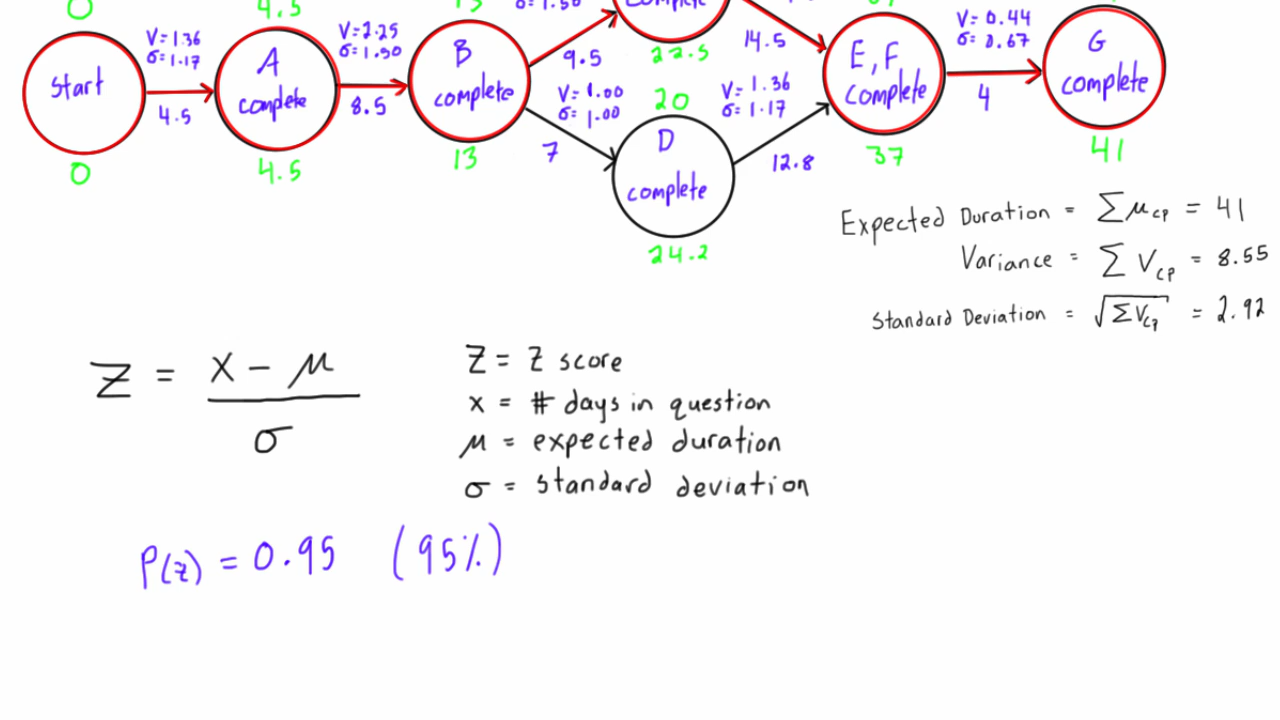 0
4.5
13
σ= 1.50
complete
V= 1.36
σ= 1.17
4.5
V= 2.25
σ= 1.50
8.5
9.5
22.5
14.5
V= 0.44
σ= 0.67
4
Start
A
complete
B
complete
E, F
complete
G
complete
V= 1.00
σ= 1.00
7
20
V= 1.36
σ= 1.17
12.8
D
complete
0
4.5
13
24.2
37
41
Expected Duration = Σμcp = 41
Variance = Σ Vcp = 8.55
Standard Deviation = √ΣVcp = 2.92
Z = x - μ
σ
Z = Z score
x = # days in question
μ = expected duration
σ = standard deviation
P(z) = 0.95 (95%)